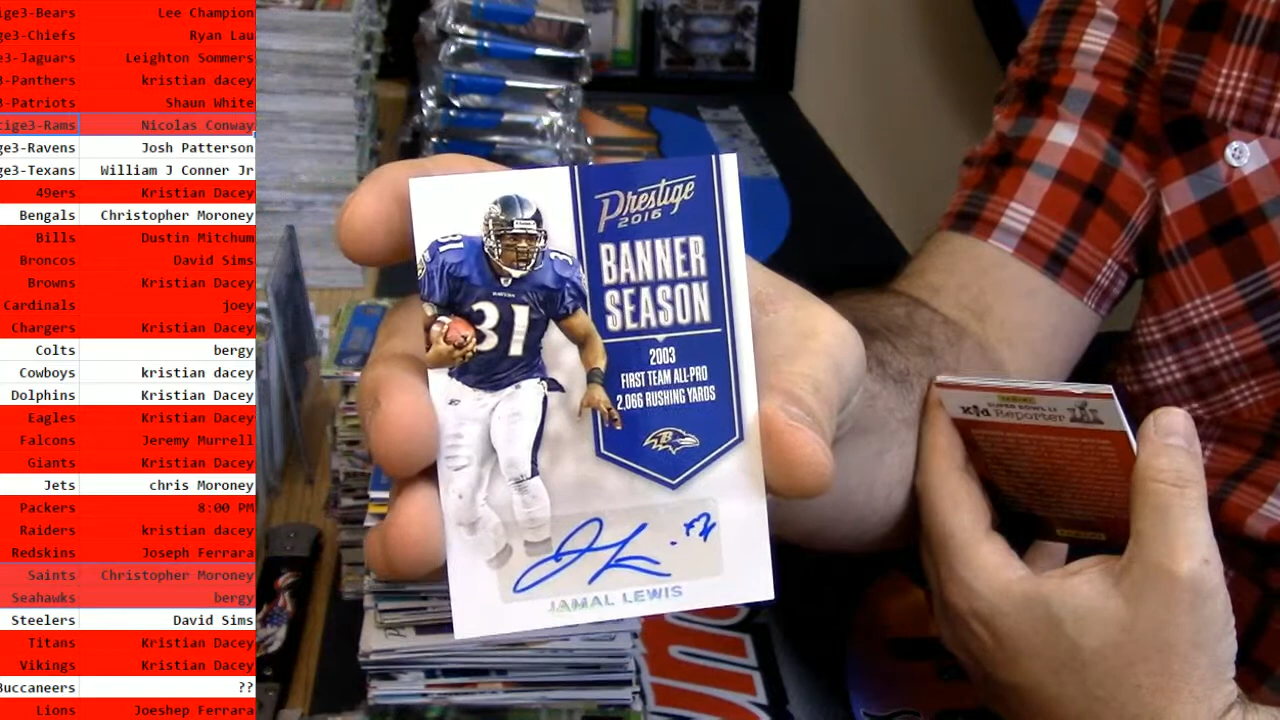 ige3-Bears Lee Champion
ge3-Chiefs Ryan Lau
e3-Jaguars Leighton Sommers
3-Panthers kristian dacey
3-Patriots Shaun White
ige3-Rams Nicolas Conway
ge3-Ravens Josh Patterson
ge3-Texans William J Conner Jr
49ers Kristian Dacey
Bengals Christopher Moroney
Bills Dustin Mitchum
Broncos David Sims
Browns Kristian Dacey
Cardinals joey
Chargers Kristian Dacey
Colts bergy
Cowboys kristian dacey
Dolphins Kristian Dacey
Eagles Kristian Dacey
Falcons Jeremy Murrell
Giants Kristian Dacey
Jets chris Moroney
Packers 8:00 PM
Raiders kristian dacey
Redskins Joseph Ferrara
Saints Christopher Moroney
Seahawks bergy
Steelers David Sims
Titans Kristian Dacey
Vikings Kristian Dacey
Buccaneers ??
Lions Joeshep Ferrara
Prestige
2016
BANNER
SEASON
2003
FIRST TEAM ALL-PRO
2,066 RUSHING YARDS
31
31
JAMAL LEWIS
PANINI
SUPER BOWL LI
Kid Reporter